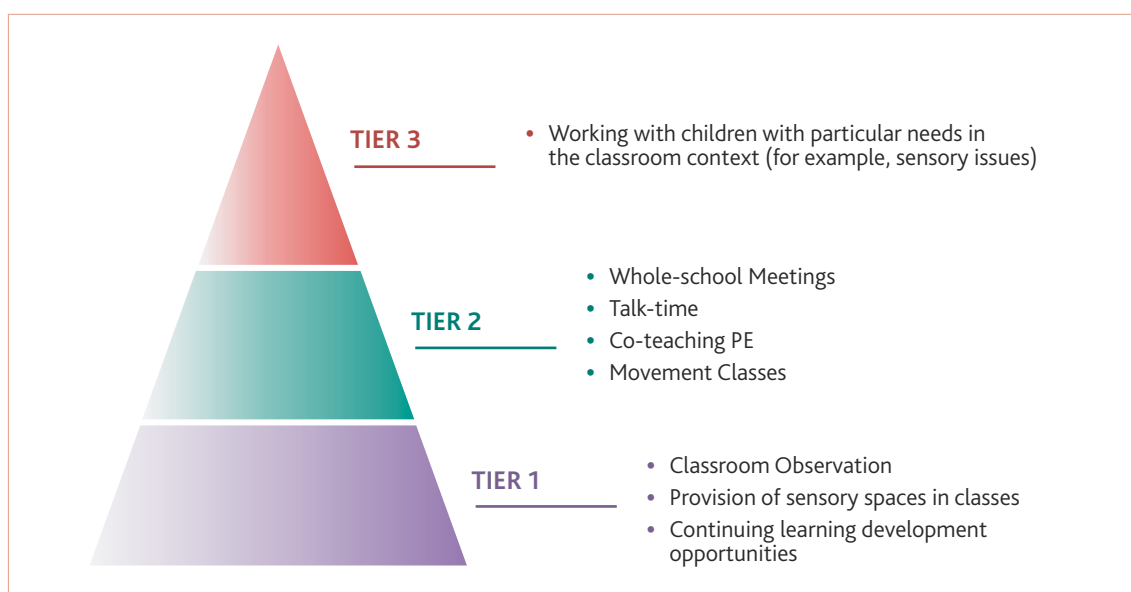 TIER 3
• Working with children with particular needs in
the classroom context (for example, sensory issues)
TIER 2
• Whole-school Meetings
• Talk-time
• Co-teaching PE
• Movement Classes
TIER 1
• Classroom Observation
• Provision of sensory spaces in classes
• Continuing learning development
opportunities